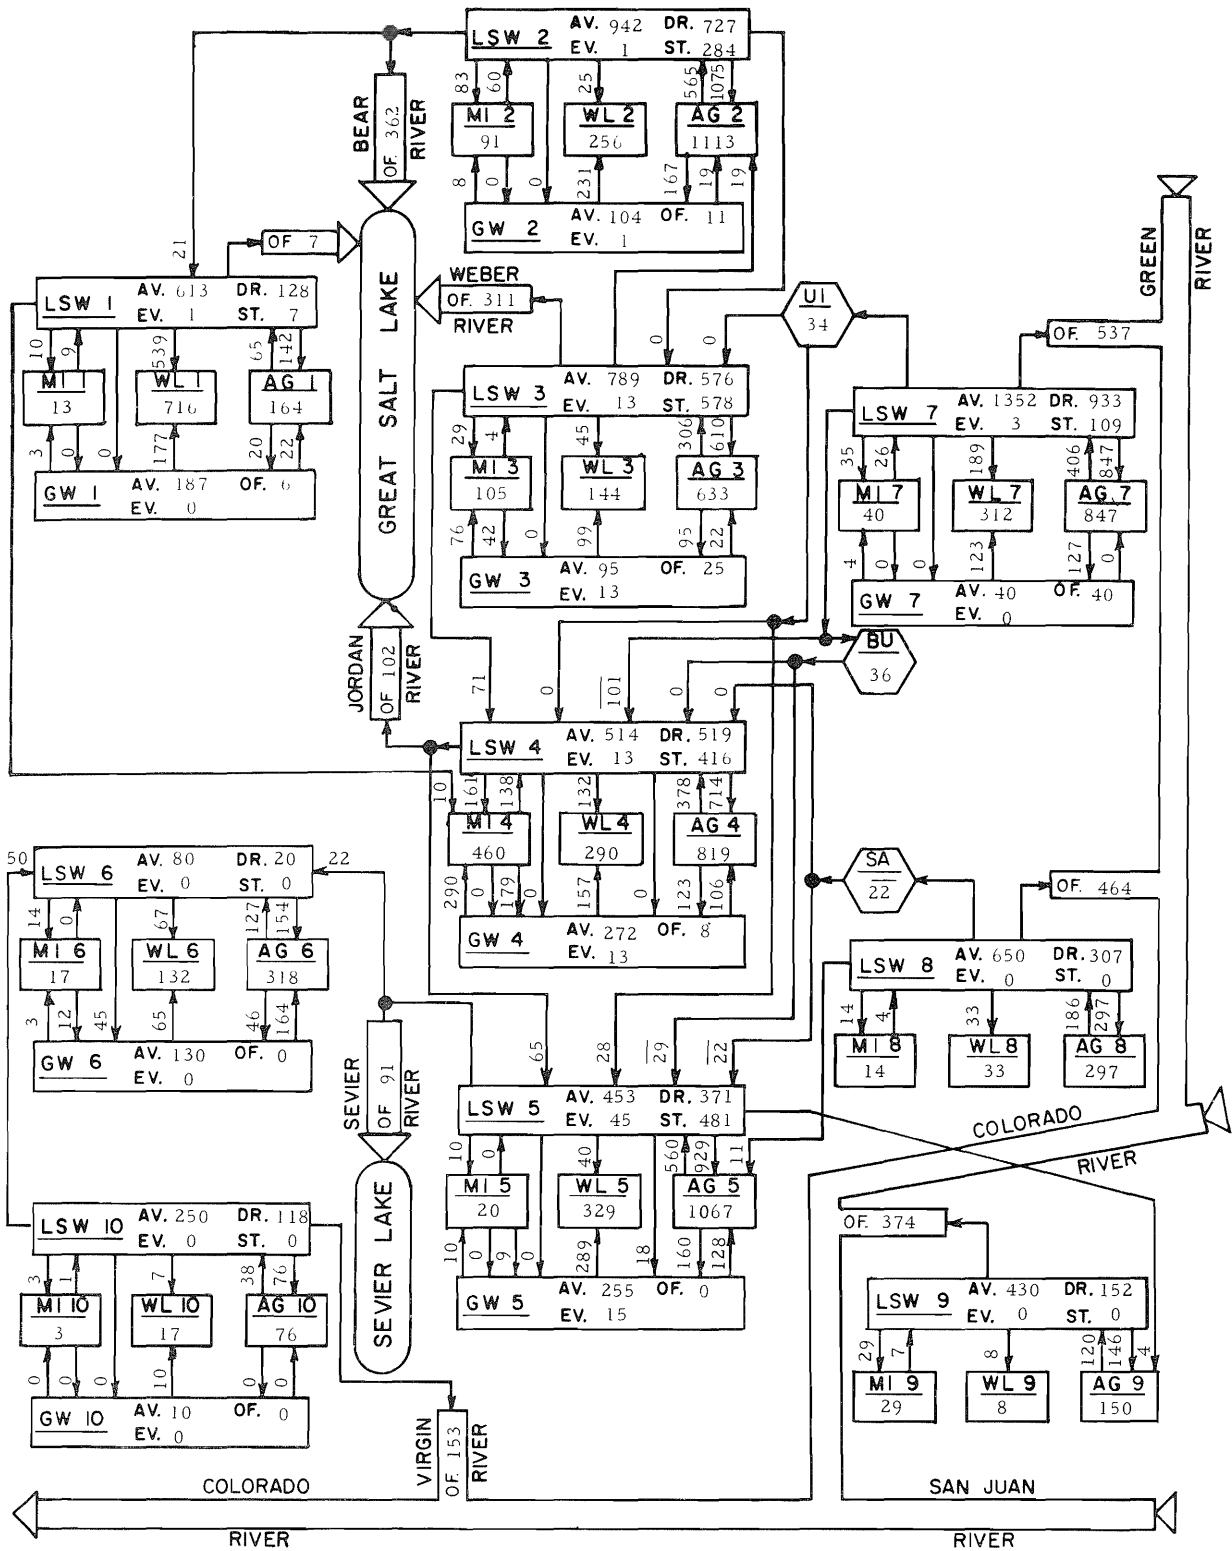 LSW 2
AV. 942 DR. 727
EV. 1 ST. 284
83 60 25 565 1075
MI 2
91
WL 2
256
AG 2
1113
8 0 0 231 167 19 19
GW 2
AV. 104 OF. 11
EV. 1
BEAR
OF. 362
RIVER
21
OF 7
GREAT SALT LAKE
WEBER
OF. 311
RIVER
LSW 1
AV. 613 DR. 128
EV. 1 ST. 7
10 9 539 65 142
MI 1
13
WL 1
716
AG 1
164
3 0 0 177 20 22
GW 1
AV. 187 OF. 6
EV. 0
0 0
UI
34
GREEN
RIVER
OF. 537
LSW 3
AV. 789 DR. 576
EV. 13 ST. 578
29 4 45 306 610
MI 3
105
WL 3
144
AG 3
633
76 42 0 99 95 22
GW 3
AV. 95 OF. 25
EV. 13
LSW 7
AV. 1352 DR. 933
EV. 3 ST. 109
35 26 189 406 847
MI 7
40
WL 7
312
AG. 7
847
4 0 0 123 127 0
GW 7
AV. 40 OF. 40
EV. 0
BU
36
JORDAN
OF 102
RIVER
71 0 101 0 0
LSW 4
AV. 514 DR. 519
EV. 13 ST. 416
10 161 138 132 378 714
MI 4
460
WL 4
290
AG 4
819
290 0 179 0 157 0 123 106
GW 4
AV. 272 OF. 8
EV. 13
SA
22
OF. 464
50
22
LSW 6
AV. 80 DR. 20
EV. 0 ST. 0
14 0 67 127 154
MI 6
17
WL 6
132
AG 6
318
3 12 45 65 46 164
GW 6
AV. 130 OF. 0
EV. 0
LSW 8
AV. 650 DR. 307
EV. 0 ST. 0
14 4 33 186 297
MI 8
14
WL 8
33
AG 8
297
SEVIER
OF 91
RIVER
SEVIER LAKE
65 28 29 22
LSW 5
AV. 453 DR. 371
EV. 45 ST. 481
10 0 40 560 929 11
MI 5
20
WL 5
329
AG 5
1067
10 0 9 0 289 18 160 128
GW 5
AV. 255 OF. 0
EV. 15
COLORADO
RIVER
OF. 374
LSW 10
AV. 250 DR. 118
EV. 0 ST. 0
3 1 7 38 76
MI 10
3
WL 10
17
AG 10
76
0 0 0 10 0 0
GW 10
AV. 10 OF. 0
EV. 0
LSW 9
AV. 430 DR. 152
EV. 0 ST. 0
29 7 8 120 146 4
MI 9
29
WL 9
8
AG 9
150
VIRGIN
OF. 153
RIVER
COLORADO
RIVER
SAN JUAN
RIVER